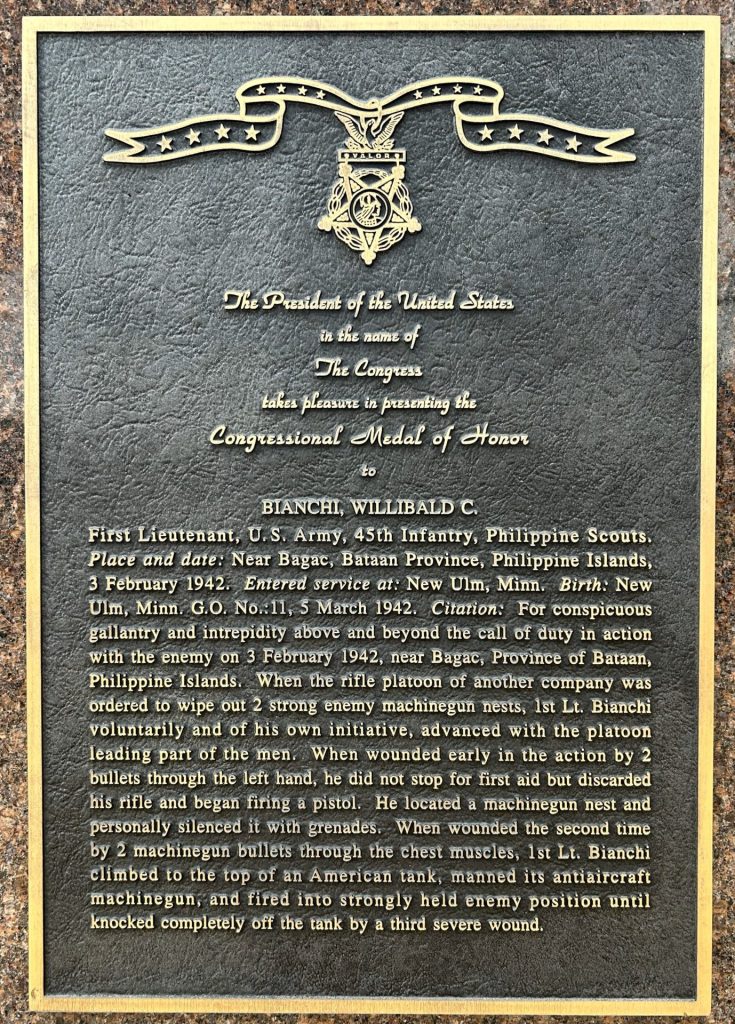 VALOR
The President of the United States
in the name of
The Congress
takes pleasure in presenting the
Congressional Medal of Honor
to
BIANCHI, WILLIBALD C.
First Lieutenant, U.S. Army, 45th Infantry, Philippine Scouts.
Place and date: Near Bagac, Bataan Province, Philippine Islands,
3 February 1942. Entered service at: New Ulm, Minn. Birth: New
Ulm, Minn. G.O. No.:11, 5 March 1942. Citation: For conspicuous
gallantry and intrepidity above and beyond the call of duty in action
with the enemy on 3 February 1942, near Bagac, Province of Bataan,
Philippine Islands. When the rifle platoon of another company was
ordered to wipe out 2 strong enemy machinegun nests, 1st Lt. Bianchi
voluntarily and of his own initiative, advanced with the platoon
leading part of the men. When wounded early in the action by 2
bullets through the left hand, he did not stop for first aid but discarded
his rifle and began firing a pistol. He located a machinegun nest and
personally silenced it with grenades. When wounded the second time
by 2 machinegun bullets through the chest muscles, 1st Lt. Bianchi
climbed to the top of an American tank, manned its antiaircraft
machinegun, and fired into strongly held enemy position until
knocked completely off the tank by a third severe wound.